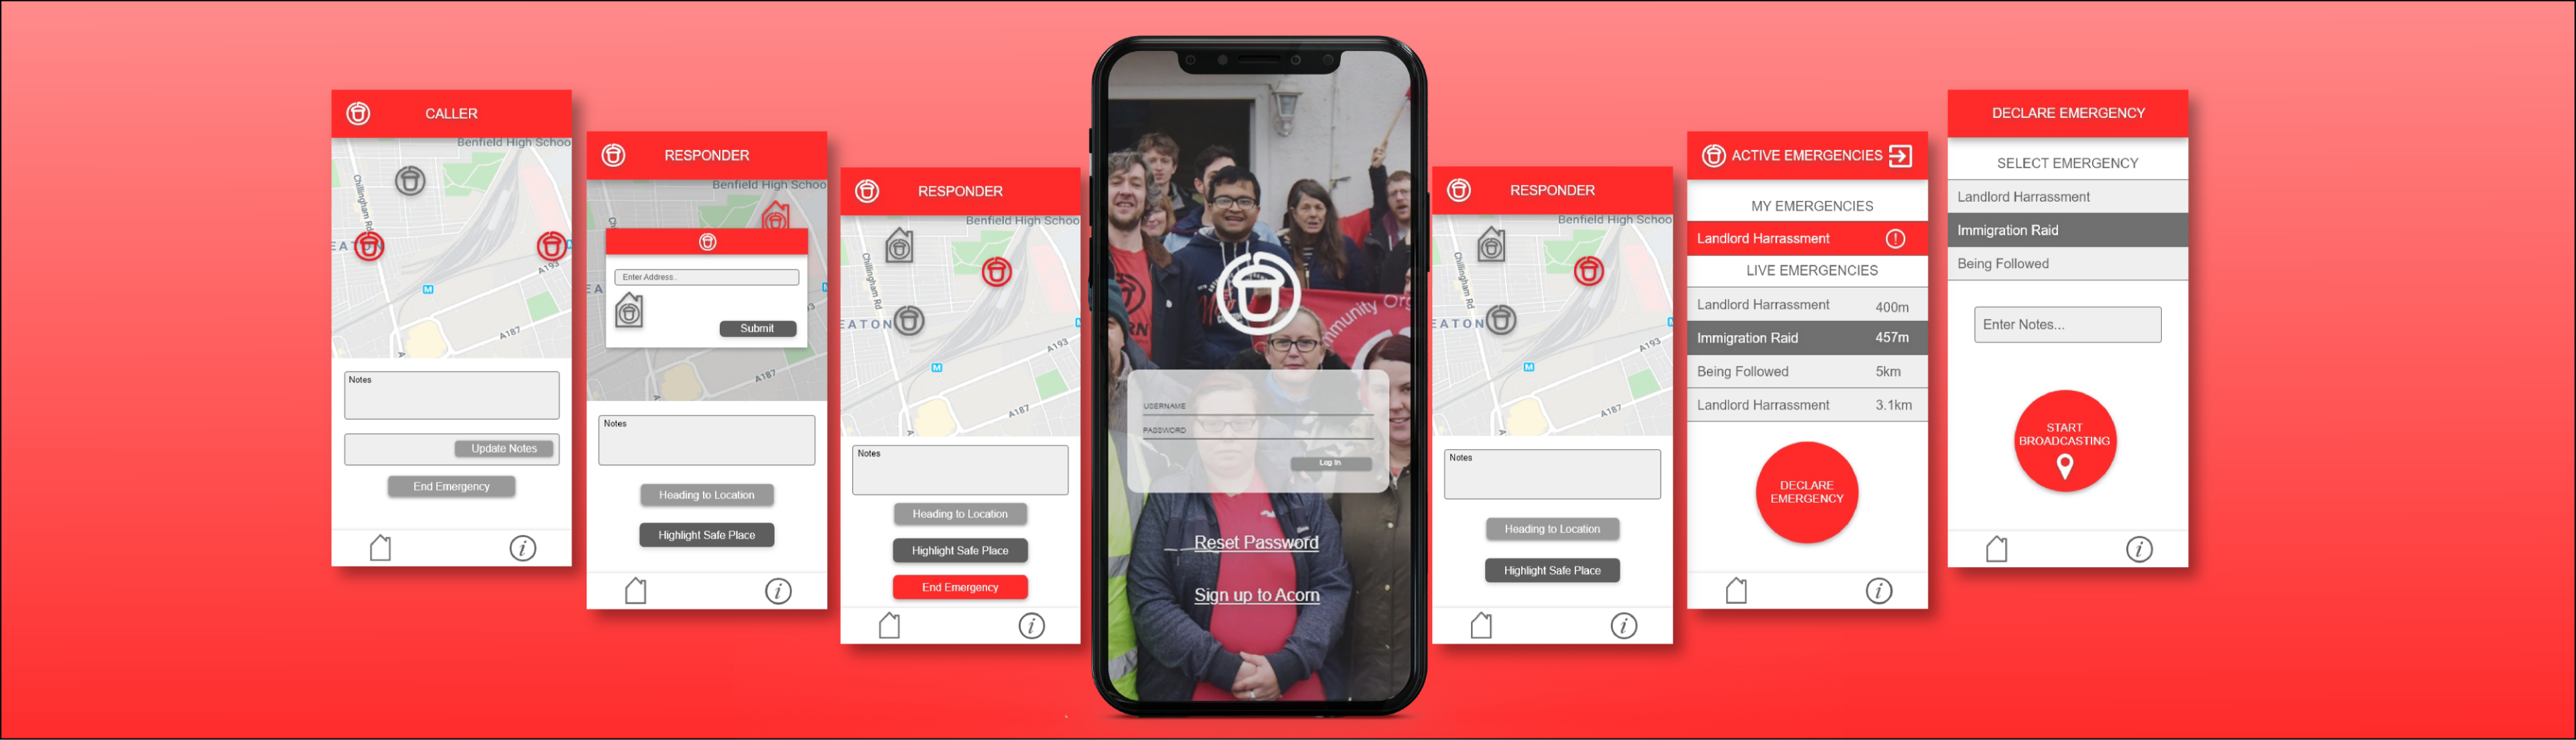 CALLER
Benfield High Schoo
Chillingham Rd
EATON
A193
M
A187
Notes
Update Notes
End Emergency
i
RESPONDER
Benfield High Schoo
Enter Address..
Submit
EA
A187
Notes
Heading to Location
Highlight Safe Place
i
RESPONDER
Benfield High Schoo
Chillingham Rd
EATON
A193
M
A187
Notes
Heading to Location
Highlight Safe Place
End Emergency
i
mmunity Org
RN
USERNAME
PASSWORD
Log In
Reset Password
Sign up to Acorn
RESPONDER
Benfield High Schoo
Chillingham Rd
EATON
A193
M
A187
Notes
Heading to Location
Highlight Safe Place
i
ACTIVE EMERGENCIES
MY EMERGENCIES
Landlord Harrassment !
LIVE EMERGENCIES
Landlord Harrassment 400m
Immigration Raid 457m
Being Followed 5km
Landlord Harrassment 3.1km
DECLARE
EMERGENCY
i
DECLARE EMERGENCY
SELECT EMERGENCY
Landlord Harrassment
Immigration Raid
Being Followed
Enter Notes...
START
BROADCASTING
i